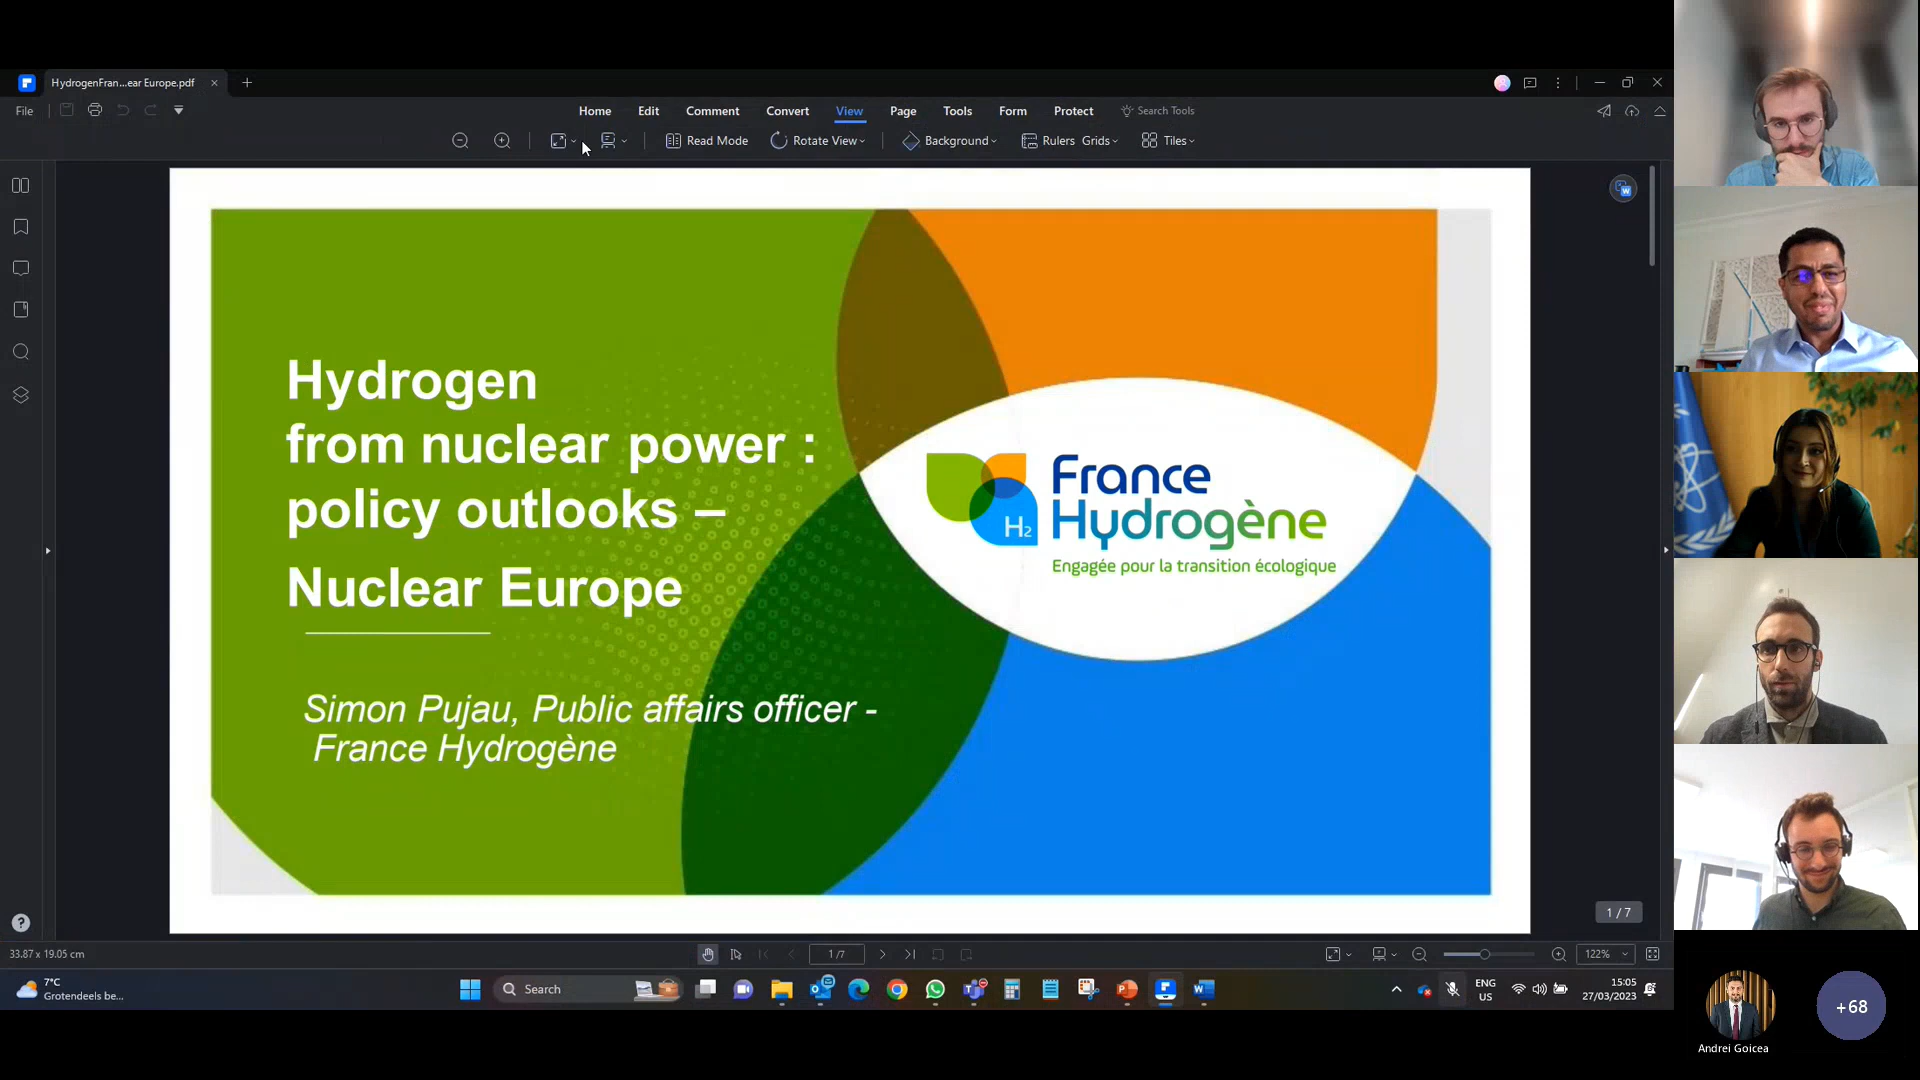 HydrogenFran...ear Europe.pdf
File
Home Edit Comment Convert View Page Tools Form Protect Search Tools
Read Mode Rotate View Background Rulers Grids Tiles
Hydrogen
from nuclear power :
policy outlooks –
Nuclear Europe
Simon Pujau, Public affairs officer -
France Hydrogène
H2
France
Hydrogène
Engagée pour la transition écologique
1 / 7
33.87 x 19.05 cm
1/7
122%
7°C
Grotendeels be...
Search
ENG
US
15:05
27/03/2023
Andrei Goicea
+68